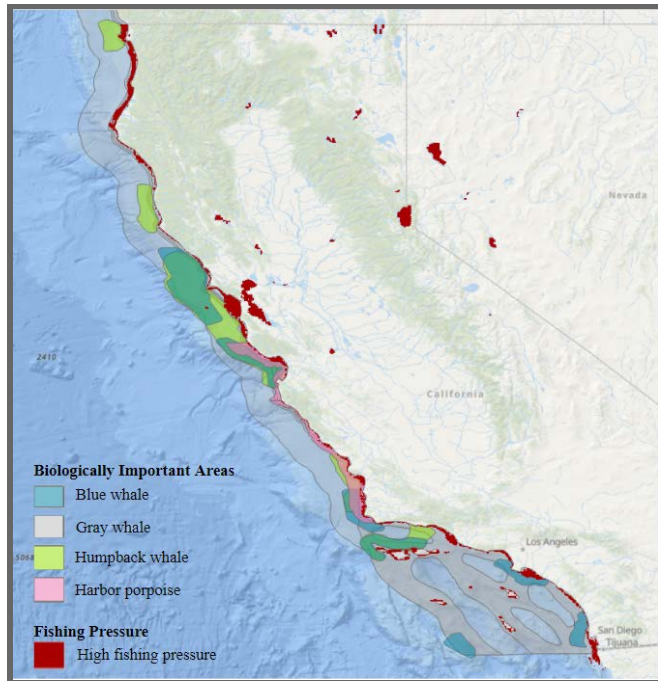 Nevada
2410
California
Biologically Important Areas
Blue whale
Gray whale
Humpback whale
5068
Los Angeles
Harbor porpoise
Fishing Pressure
High fishing pressure
San Diego
Tijuana